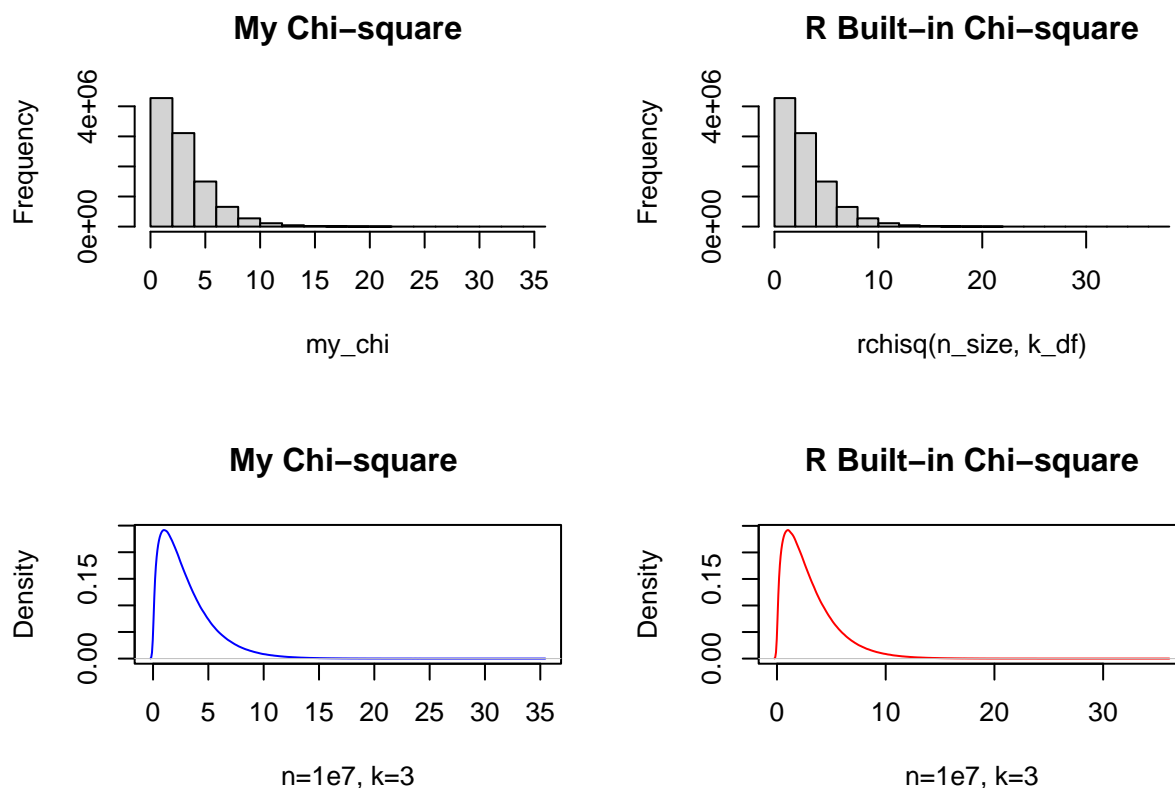 My Chi−square
Frequency
0e+00 4e+06
0 5 10 15 20 25 30 35
my_chi
R Built−in Chi−square
Frequency
0e+00 4e+06
0 10 20 30
rchisq(n_size, k_df)
My Chi−square
Density
0.00 0.15
0 5 10 15 20 25 30 35
n=1e7, k=3
R Built−in Chi−square
Density
0.00 0.15
0 10 20 30
n=1e7, k=3